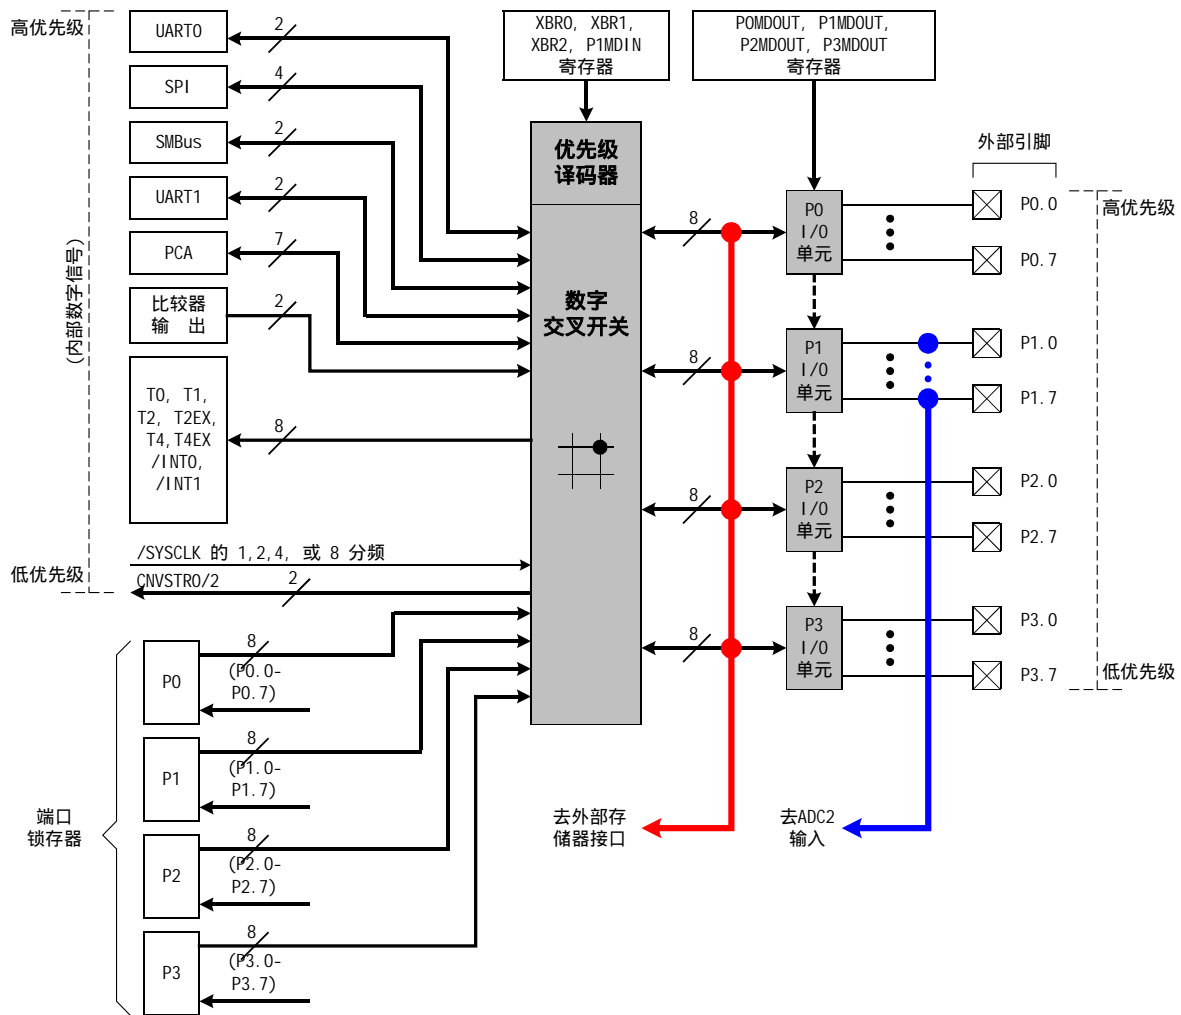 高优先级
UART0
2
SPI
4
SMBus
2
UART1
2
PCA
7
比较器
输 出
2
T0, T1,
T2, T2EX,
T4,T4EX
/INT0,
/INT1
8
(内部数字信号)
/SYSCLK 的 1,2,4, 或 8 分频
低优先级
CNVSTR0/2
2
XBR0, XBR1,
XBR2, P1MDIN
寄存器
P0MDOUT, P1MDOUT,
P2MDOUT, P3MDOUT
寄存器
优先级
译码器
数字
交叉开关
8
8
8
8
P0
I/O
单元
P1
I/O
单元
P2
I/O
单元
P3
I/O
单元
外部引脚
P0.0
P0.7
P1.0
P1.7
P2.0
P2.7
P3.0
P3.7
高优先级
低优先级
端口
锁存器
P0
8
(P0.0-
P0.7)
P1
8
(P1.0-
P1.7)
P2
8
(P2.0-
P2.7)
P3
8
(P3.0-
P3.7)
去外部存
储器接口
去ADC2
输入